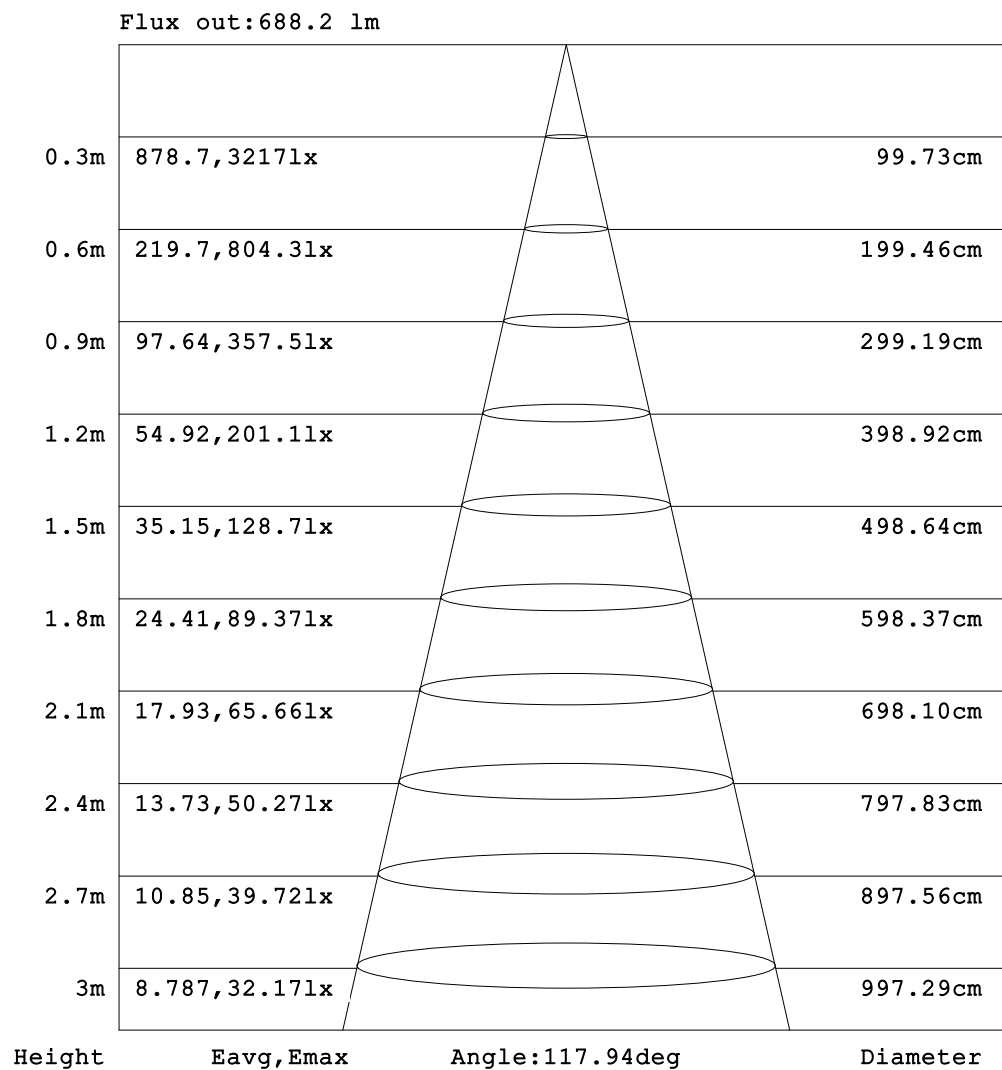 Flux out:688.2 lm
0.3m 878.7,3217lx 99.73cm
0.6m 219.7,804.3lx 199.46cm
0.9m 97.64,357.5lx 299.19cm
1.2m 54.92,201.1lx 398.92cm
1.5m 35.15,128.7lx 498.64cm
1.8m 24.41,89.37lx 598.37cm
2.1m 17.93,65.66lx 698.10cm
2.4m 13.73,50.27lx 797.83cm
2.7m 10.85,39.72lx 897.56cm
3m 8.787,32.17lx 997.29cm
Height Eavg,Emax Angle:117.94deg Diameter